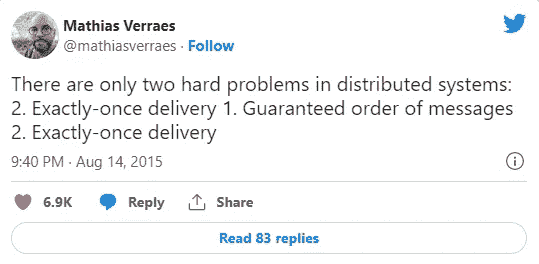 Mathias Verraes
@mathiasverraes · Follow
There are only two hard problems in distributed systems:
2. Exactly-once delivery 1. Guaranteed order of messages
2. Exactly-once delivery
9:40 PM · Aug 14, 2015
6.9K Reply Share
Read 83 replies